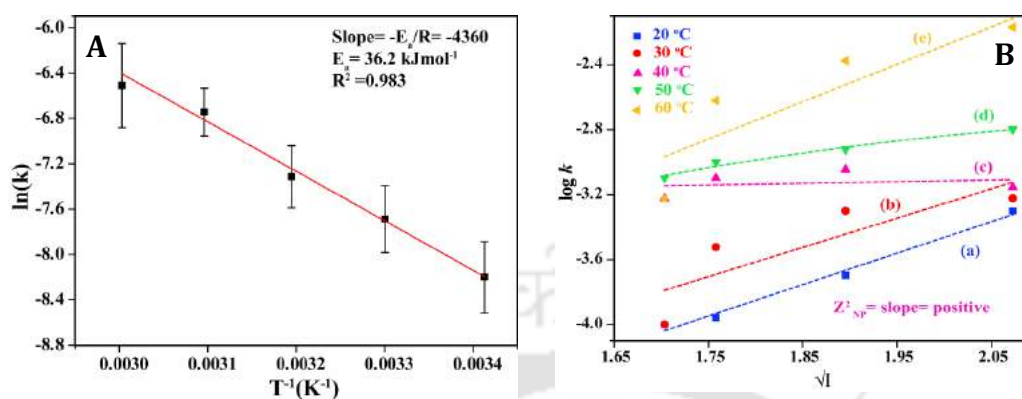 A
Slope= -Eₐ/R= -4360
Eₐ= 36.2 kJmol⁻¹
R² =0.983
-6.0
-6.4
-6.8
-7.2
-7.6
-8.0
-8.4
-8.8
ln(k)
0.0030
0.0031
0.0032
0.0033
0.0034
T⁻¹(K⁻¹)
B
20 °C
30 °C
40 °C
50 °C
60 °C
(e)
(d)
(c)
(b)
(a)
Z²NP= slope= positive
-2.4
-2.8
-3.2
-3.6
-4.0
log k
1.65
1.75
1.85
1.95
2.05
√I